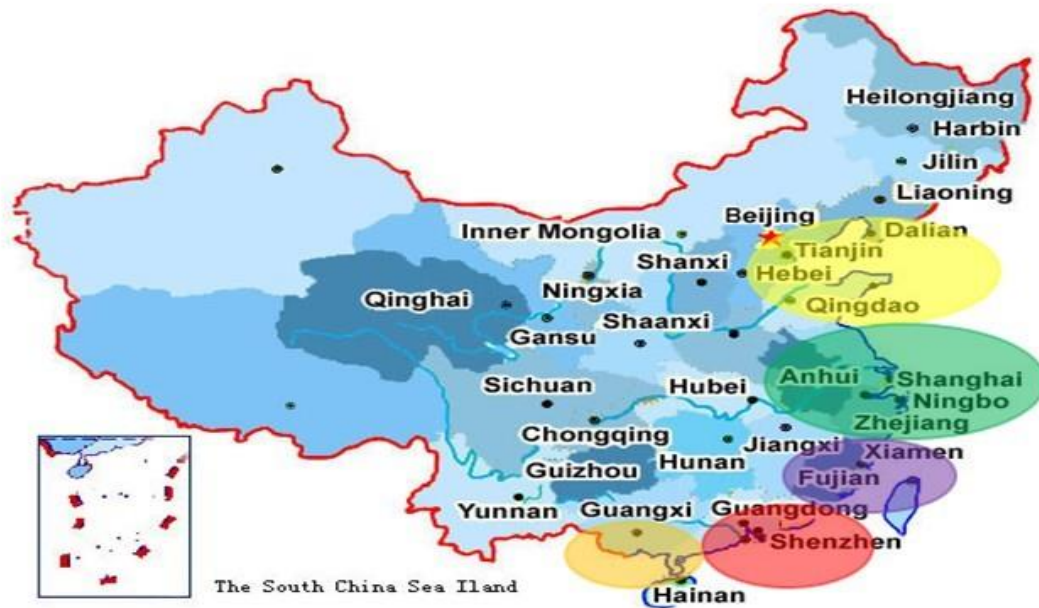 Heilongjiang
Harbin
Jilin
Liaoning
Beijing
Dalian
Inner Mongolia
Tianjin
Shanxi
Hebei
Qinghai
Ningxia
Qingdao
Gansu
Shaanxi
Sichuan
Hubei
Anhui
Shanghai
Ningbo
Zhejiang
Chongqing
Jiangxi
Xiamen
Guizhou
Hunan
Fujian
Yunnan
Guangxi
Guangdong
Shenzhen
Hainan
The South China Sea Iland